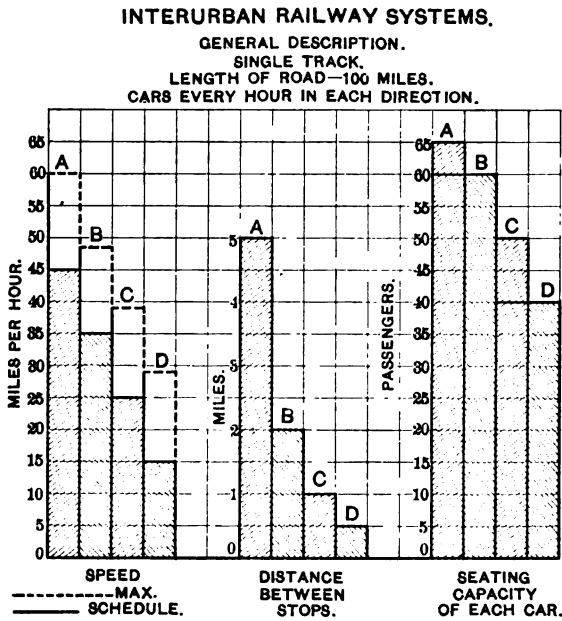 INTERURBAN RAILWAY SYSTEMS.
GENERAL DESCRIPTION.
SINGLE TRACK.
LENGTH OF ROAD—100 MILES.
CARS EVERY HOUR IN EACH DIRECTION.
MILES PER HOUR.
65
60
55
50
45
40
35
30
25
20
15
10
5
0
A
B
C
D
MILES.
5
4
3
2
1
0
A
B
C
D
PASSENGERS.
65
60
55
50
45
40
35
30
25
20
15
10
5
0
A
B
C
D
SPEED
MAX.
SCHEDULE.
DISTANCE
BETWEEN
STOPS.
SEATING
CAPACITY
OF EACH CAR.